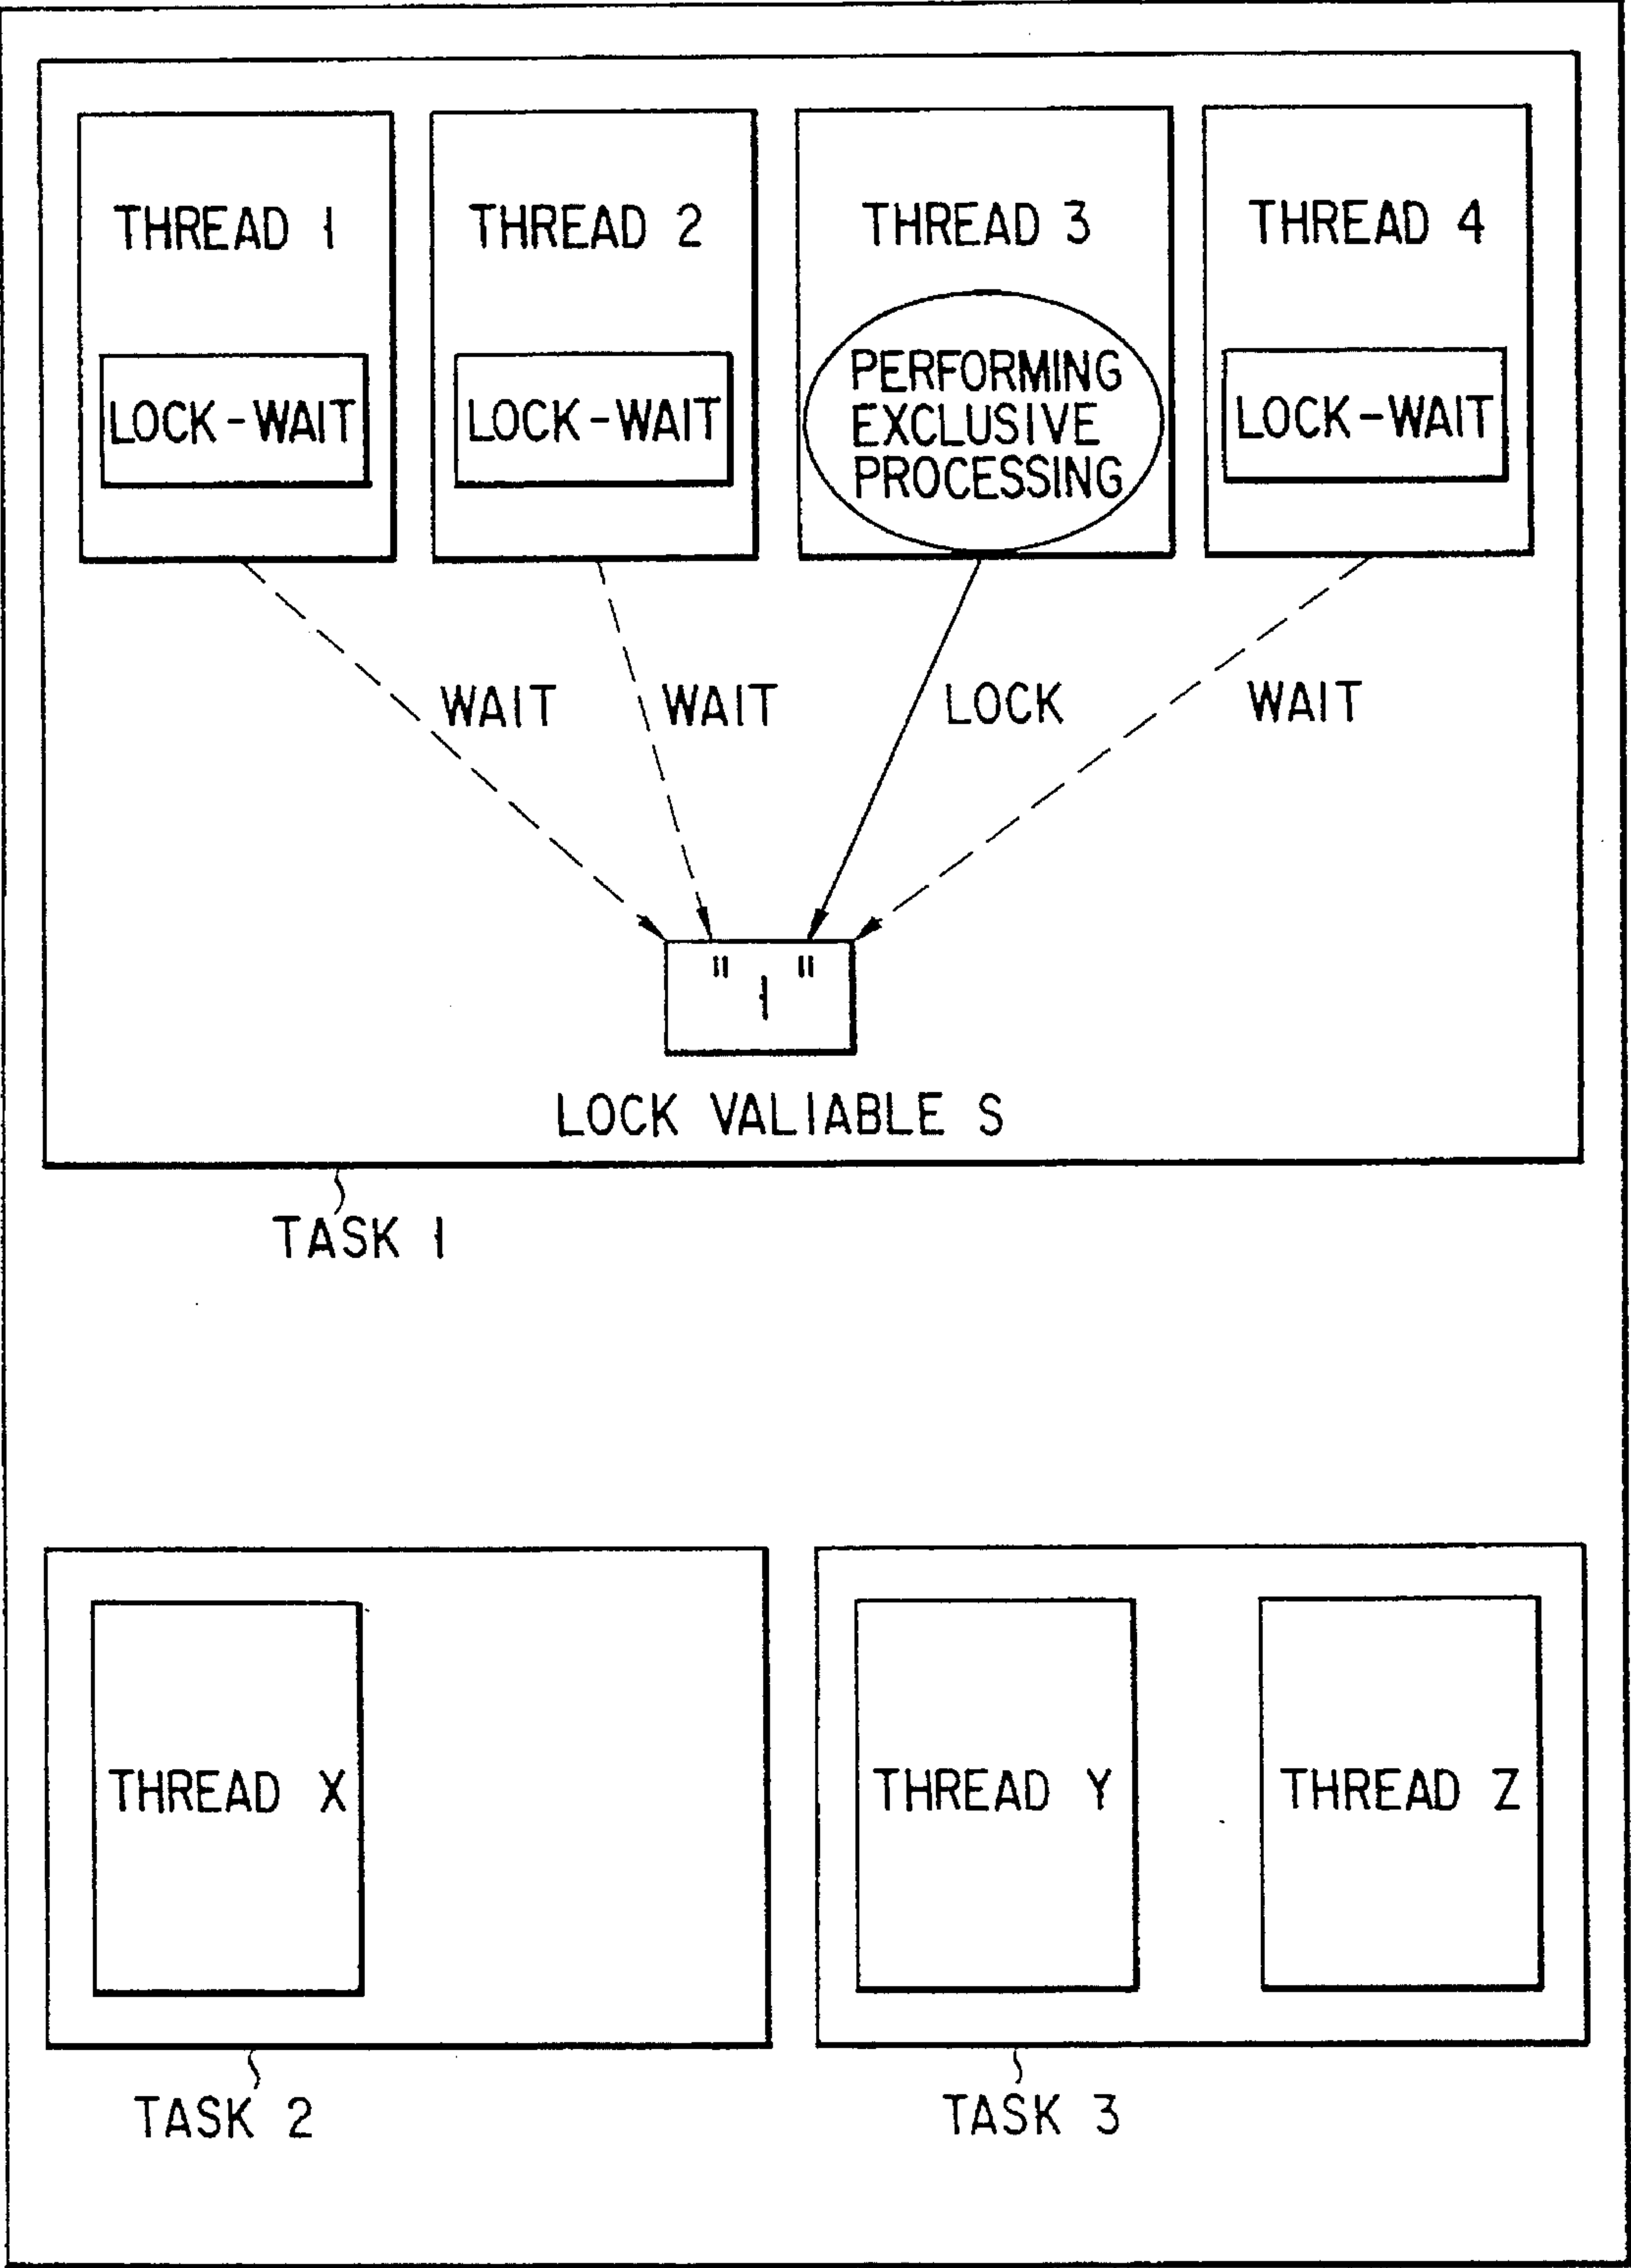 THREAD 1
THREAD 2
THREAD 3
THREAD 4
LOCK-WAIT
LOCK-WAIT
PERFORMING
EXCLUSIVE
PROCESSING
LOCK-WAIT
WAIT
WAIT
LOCK
WAIT
"1"
LOCK VALIABLE S
TASK 1
THREAD X
THREAD Y
THREAD Z
TASK 2
TASK 3